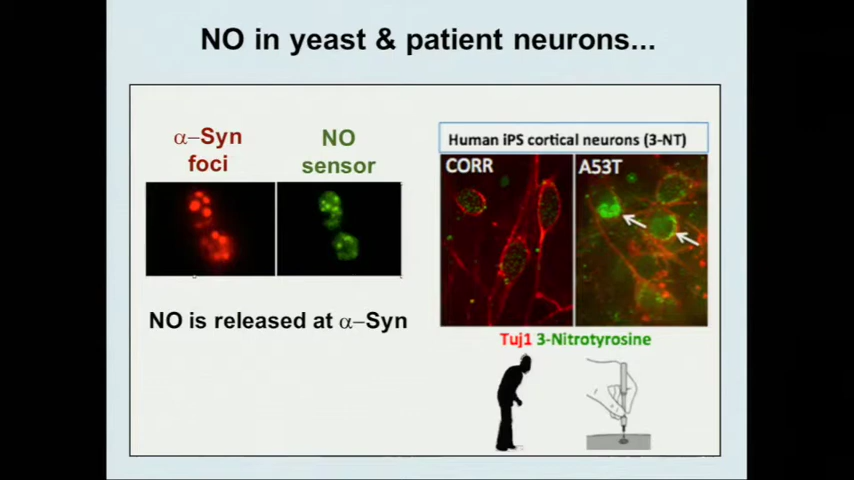 NO in yeast & patient neurons...
α–Syn
foci
NO
sensor
NO is released at α–Syn
Human iPS cortical neurons (3-NT)
CORR
A53T
Tuj1 3-Nitrotyrosine